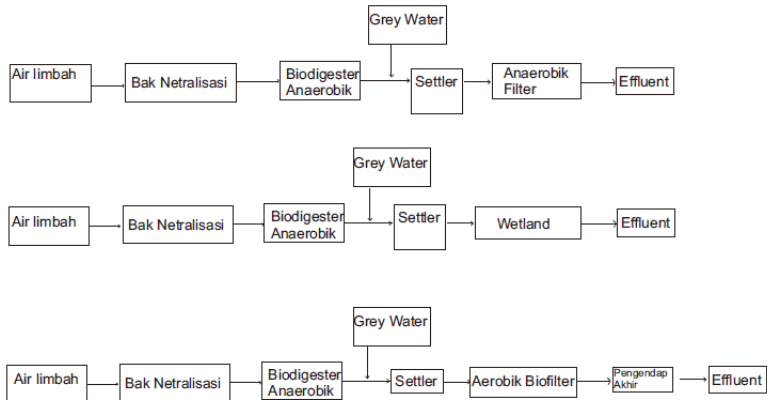 Grey Water
Air limbah
Bak Netralisasi
Biodigester
Anaerobik
Settler
Anaerobik
Filter
Effluent
Grey Water
Air limbah
Bak Netralisasi
Biodigester
Anaerobik
Settler
Wetland
Effluent
Grey Water
Air limbah
Bak Netralisasi
Biodigester
Anaerobik
Settler
Aerobik Biofilter
Pengendap
Akhir
Effluent